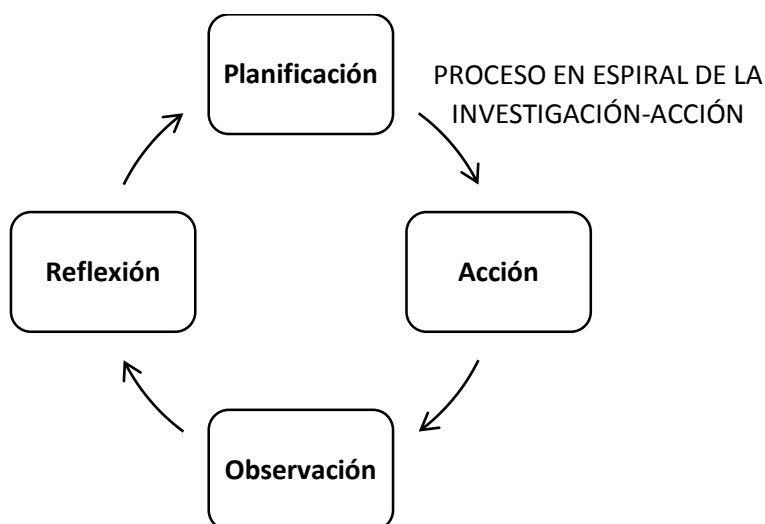 Planificación
PROCESO EN ESPIRAL DE LA
INVESTIGACIÓN-ACCIÓN
Reflexión
Acción
Observación